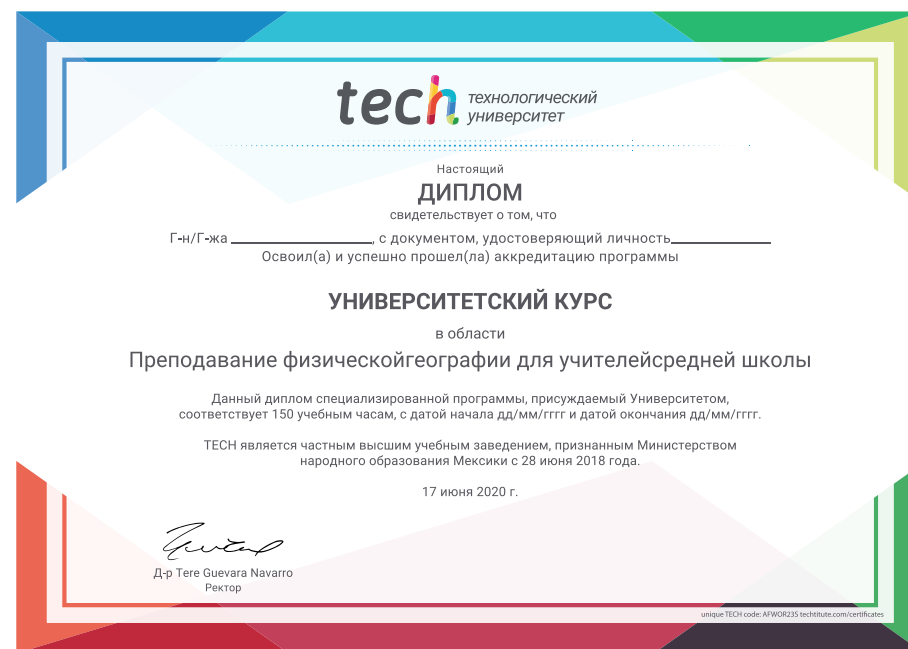 tech технологический
университет
Настоящий
ДИПЛОМ
свидетельствует о том, что
Г-н/Г-жа ________________, с документом, удостоверяющий личность____________
Освоил(а) и успешно прошел(ла) аккредитацию программы
УНИВЕРСИТЕТСКИЙ КУРС
в области
Преподавание физическойгеографии для учителейсредней школы
Данный диплом специализированной программы, присуждаемый Университетом,
соответствует 150 учебным часам, с датой начала дд/мм/гггг и датой окончания дд/мм/гггг.
TECH является частным высшим учебным заведением, признанным Министерством
народного образования Мексики с 28 июня 2018 года.
17 июня 2020 г.
Д-р Tere Guevara Navarro
Ректор
unique TECH code: AFWOR23S techtitute.com/certificates